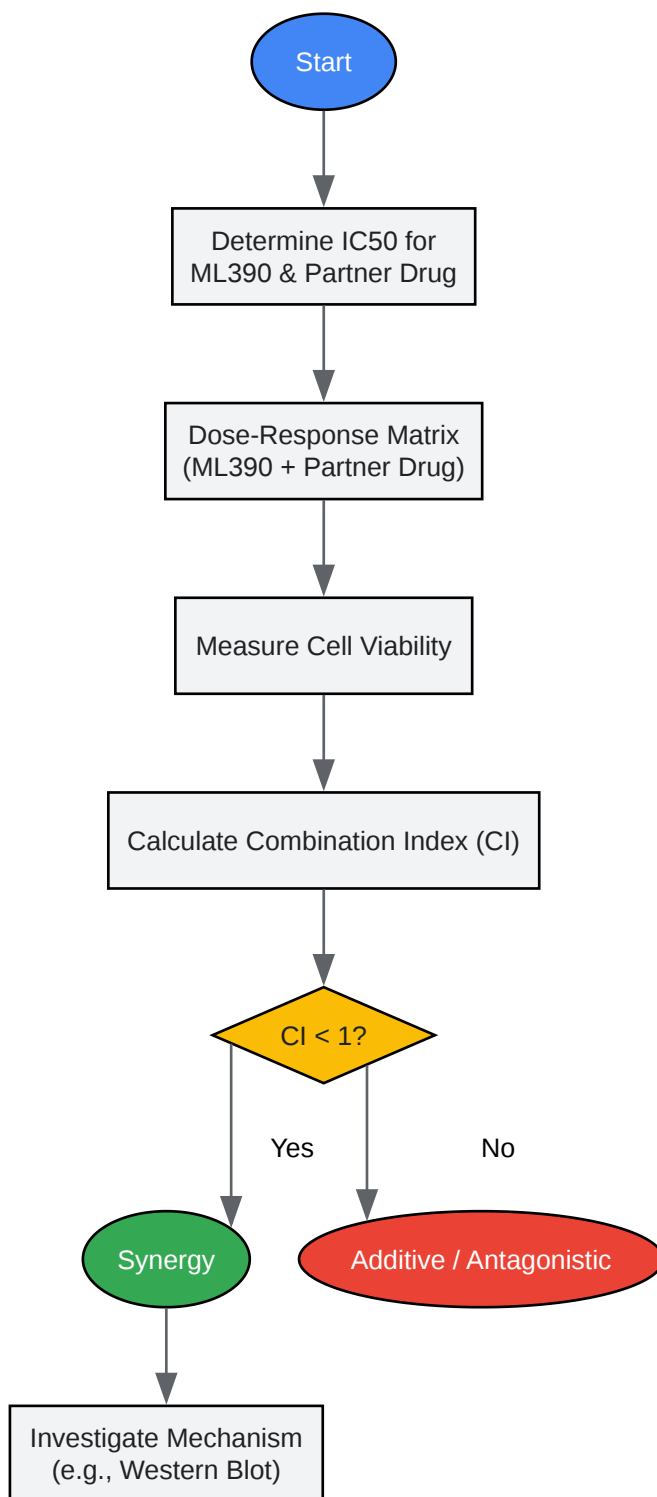 Start
Determine IC50 for
ML390 & Partner Drug
Dose-Response Matrix
(ML390 + Partner Drug)
Measure Cell Viability
Calculate Combination Index (CI)
CI < 1?
Yes
No
Synergy
Additive / Antagonistic
Investigate Mechanism
(e.g., Western Blot)